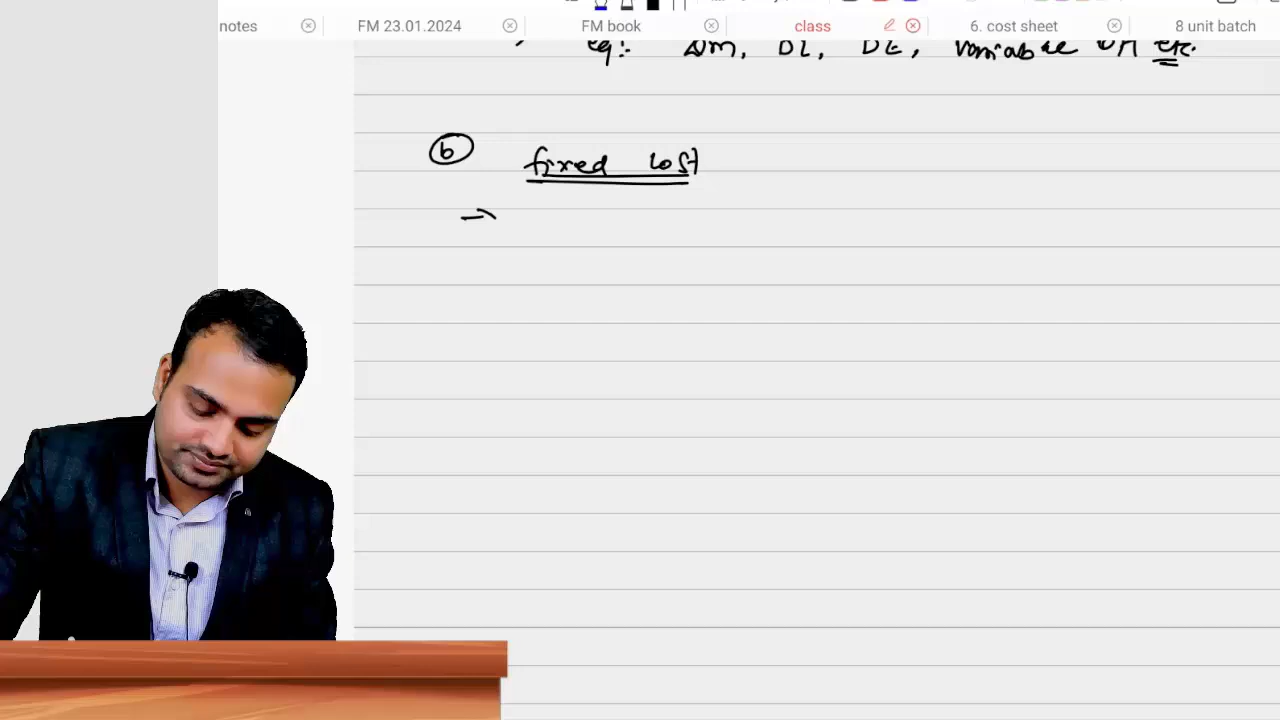 notes FM 23.01.2024 FM book class 6. cost sheet 8 unit batch
eg:- DM, DL, DE, Variable OH etc.
b fixed cost
→